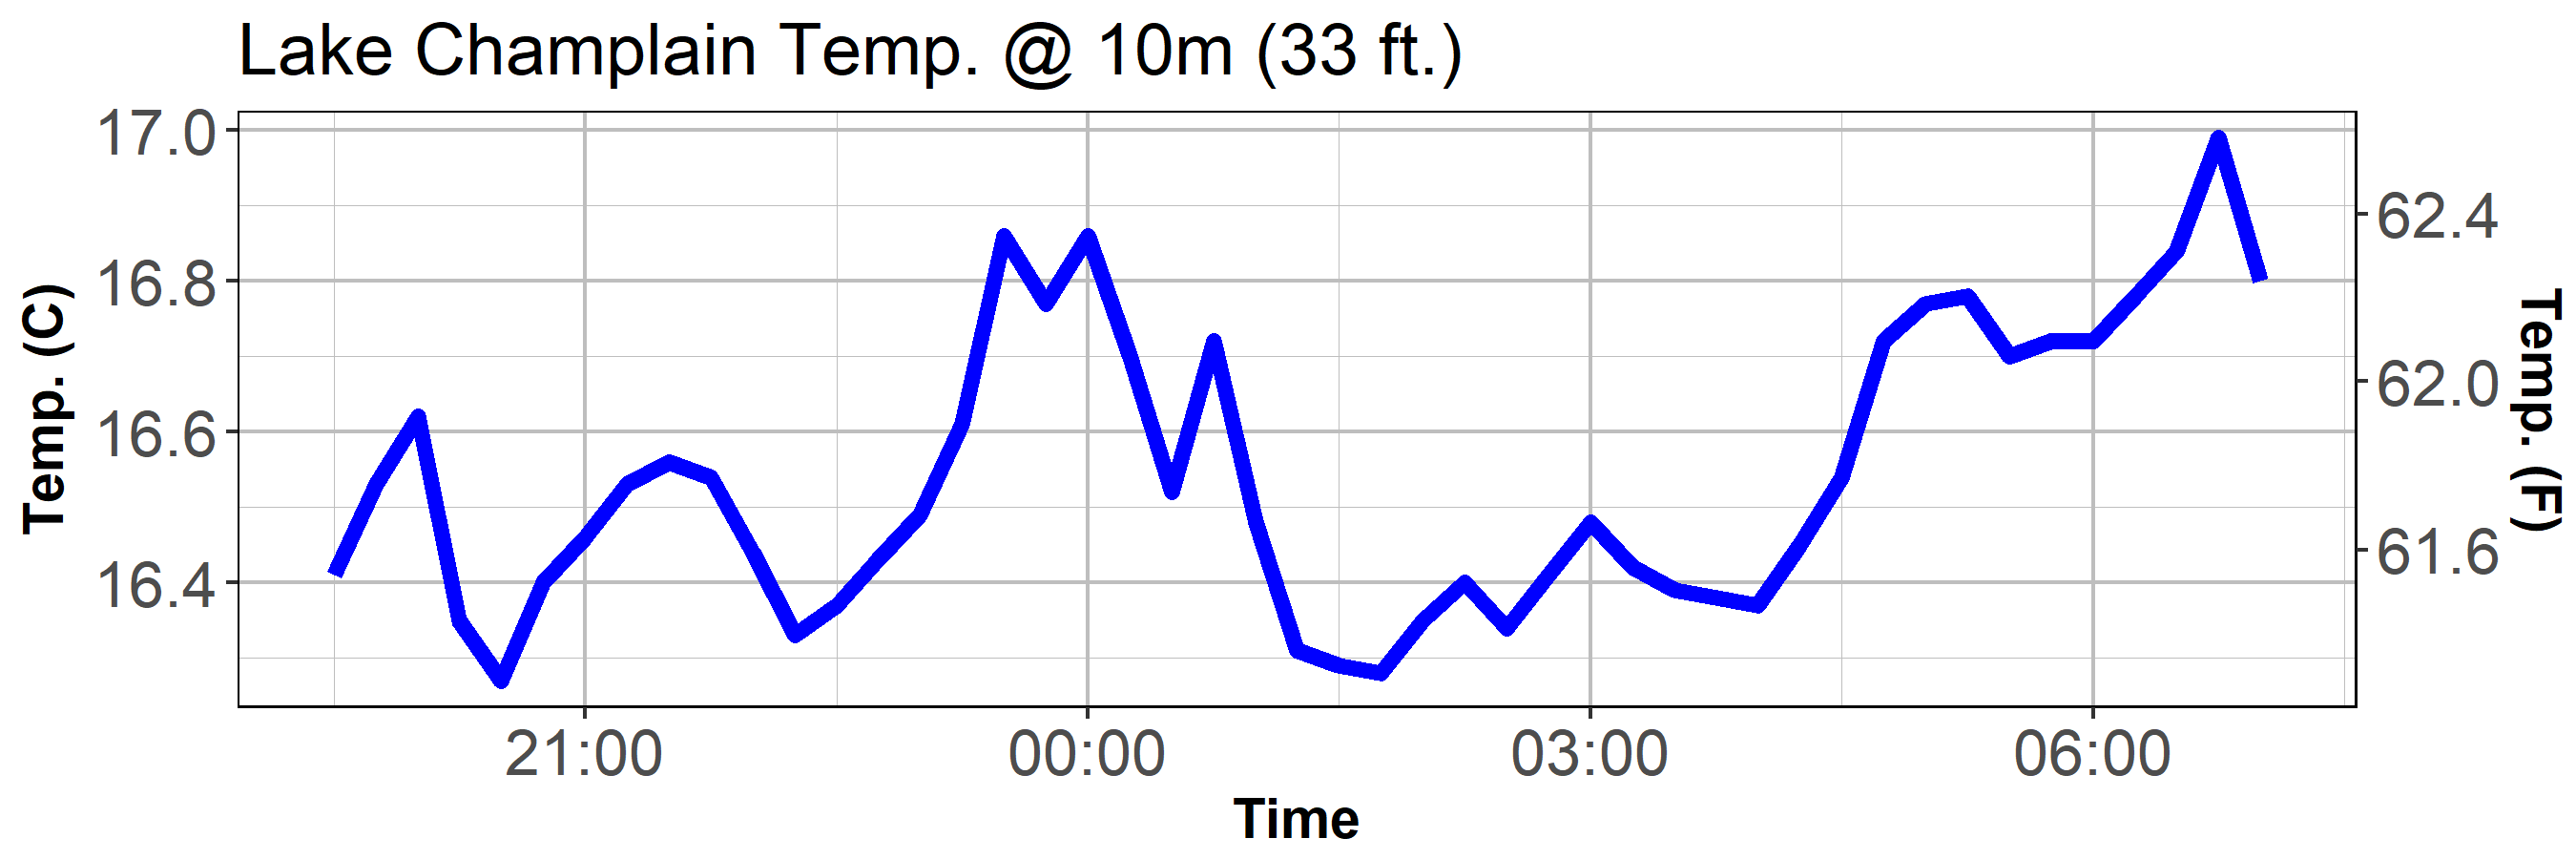 Lake Champlain Temp. @ 10m (33 ft.)
17.0
16.8
16.6
16.4
Temp. (C)
62.4
62.0
61.6
Temp. (F)
21:00 00:00 03:00 06:00
Time